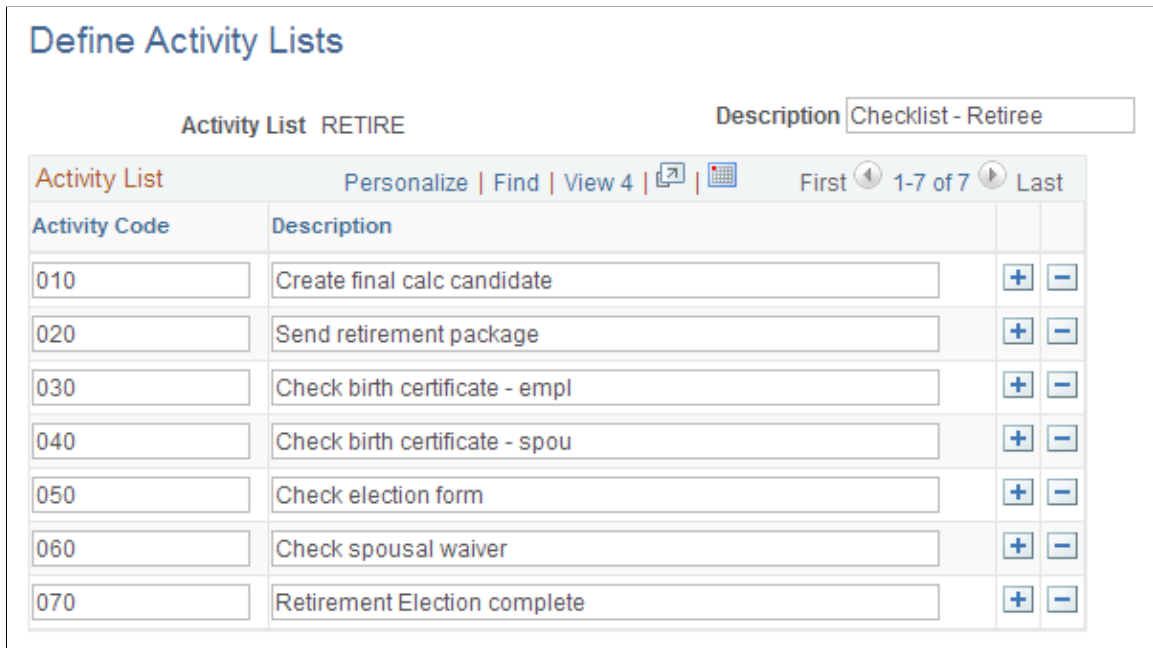 Define Activity Lists
Activity List RETIRE Description Checklist - Retiree
Activity List Personalize | Find | View 4 | | First 1-7 of 7 Last
Activity Code Description
010 Create final calc candidate
020 Send retirement package
030 Check birth certificate - empl
040 Check birth certificate - spou
050 Check election form
060 Check spousal waiver
070 Retirement Election complete